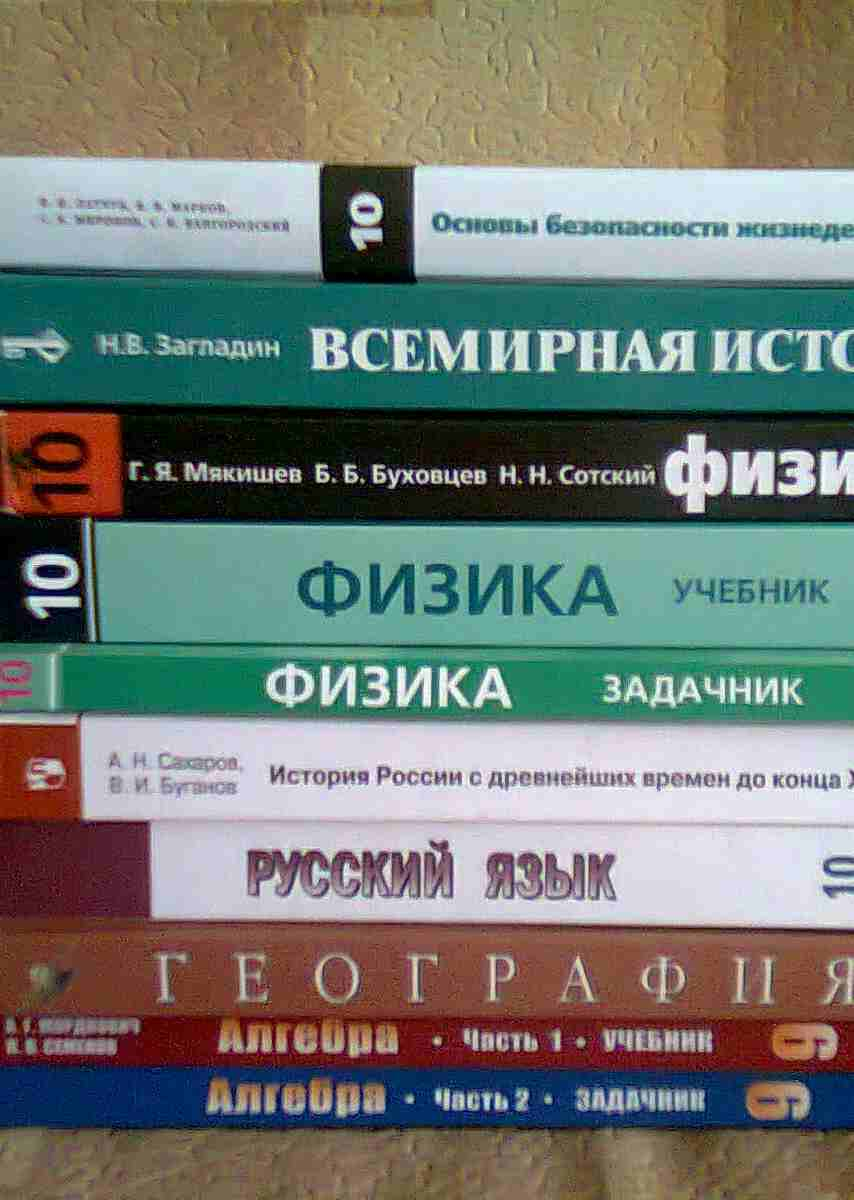 10
Основы безопасности жизнеде
Н.В. Загладин ВСЕМИРНАЯ ИСТО
10 Г. Я. Мякишев Б. Б. Буховцев Н. Н. Сотский физи
10 ФИЗИКА УЧЕБНИК
10 ФИЗИКА ЗАДАЧНИК
А. Н. Сахаров,
В. И. Буганов
История России с древнейших времен до конца X
РУССКИЙ ЯЗЫК 10
ГЕОГРАФИЯ
Алгебра • Часть 1 • УЧЕБНИК 9
Алгебра • Часть 2 • ЗАДАЧНИК 9